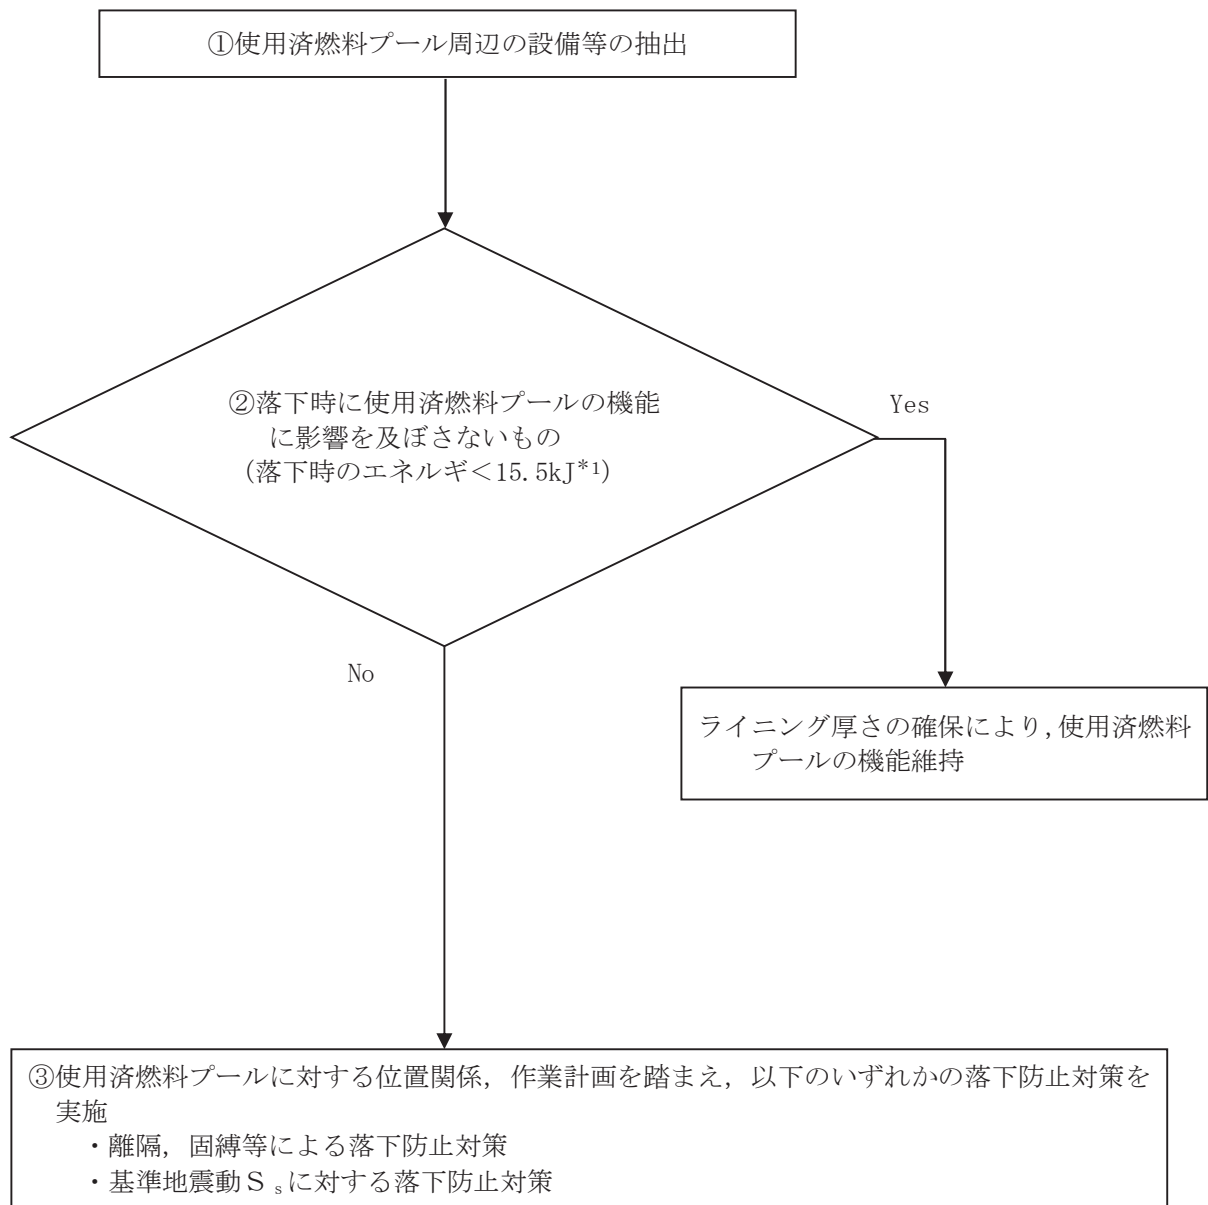 ①使用済燃料プール周辺の設備等の抽出
②落下時に使用済燃料プールの機能
に影響を及ぼさないもの
(落下時のエネルギ＜15.5kJ*1)
Yes
No
ライニング厚さの確保により，使用済燃料
プールの機能維持
③使用済燃料プールに対する位置関係，作業計画を踏まえ，以下のいずれかの落下防止対策を
実施
・離隔，固縛等による落下防止対策
・基準地震動Ｓｓに対する落下防止対策